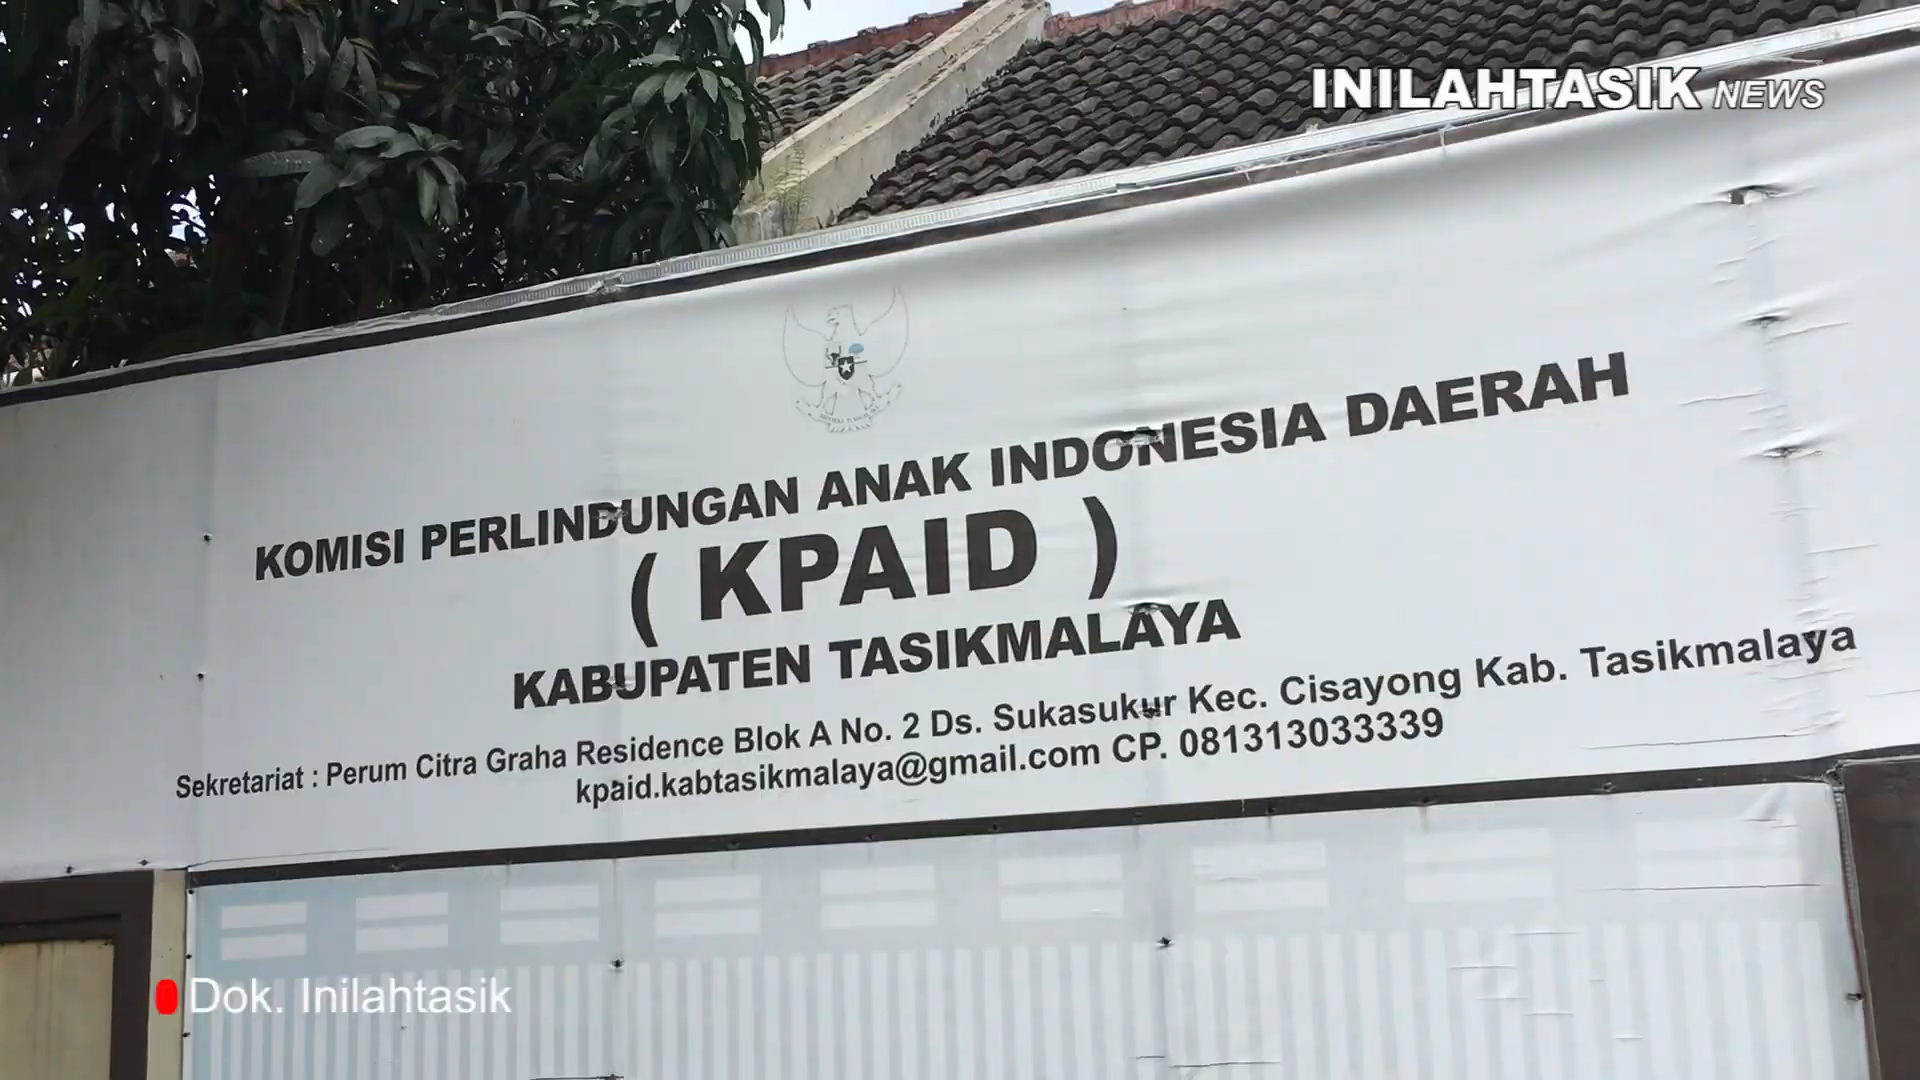 INILAHTASIK NEWS
KOMISI PERLINDUNGAN ANAK INDONESIA DAERAH
( KPAID )
KABUPATEN TASIKMALAYA
Sekretariat : Perum Citra Graha Residence Blok A No. 2 Ds. Sukasukur Kec. Cisayong Kab. Tasikmalaya
kpaid.kabtasikmalaya@gmail.com CP. 081313033339
Dok. Inilahtasik